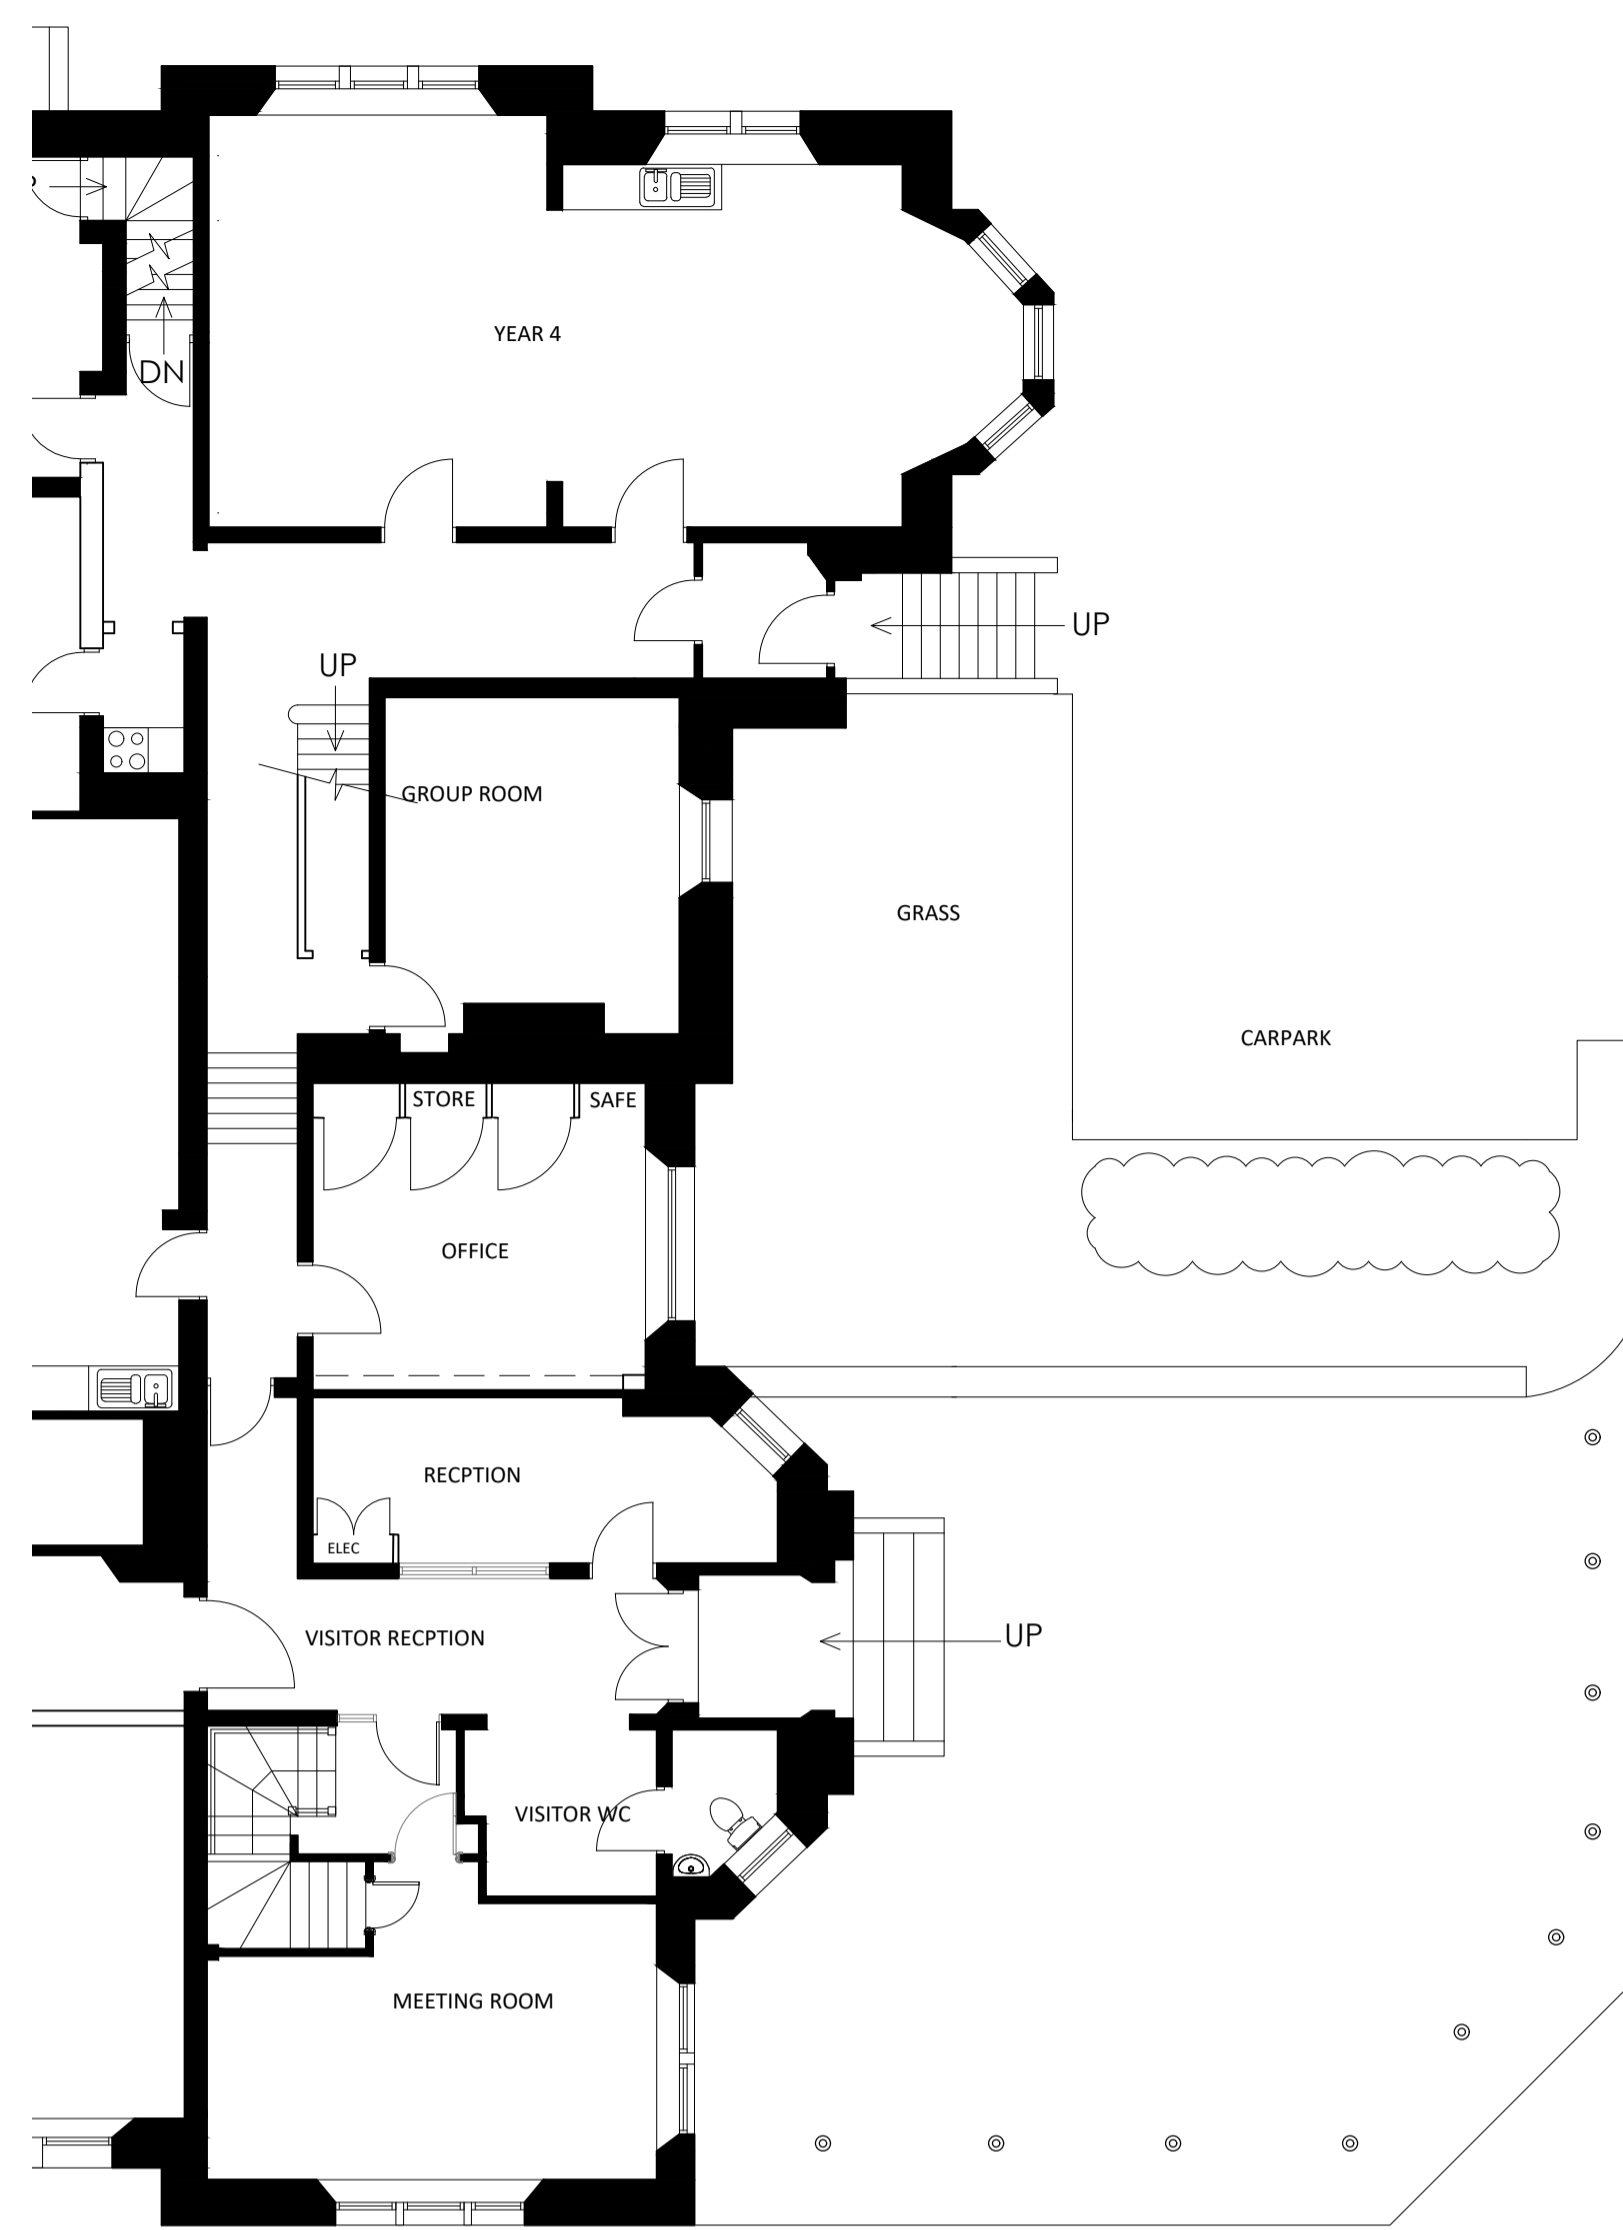 YEAR 4
DN
UP
UP
GROUP ROOM
GRASS
CARPARK
STORE
SAFE
OFFICE
RECPTION
ELEC
VISITOR RECPTION
UP
VISITOR WC
MEETING ROOM